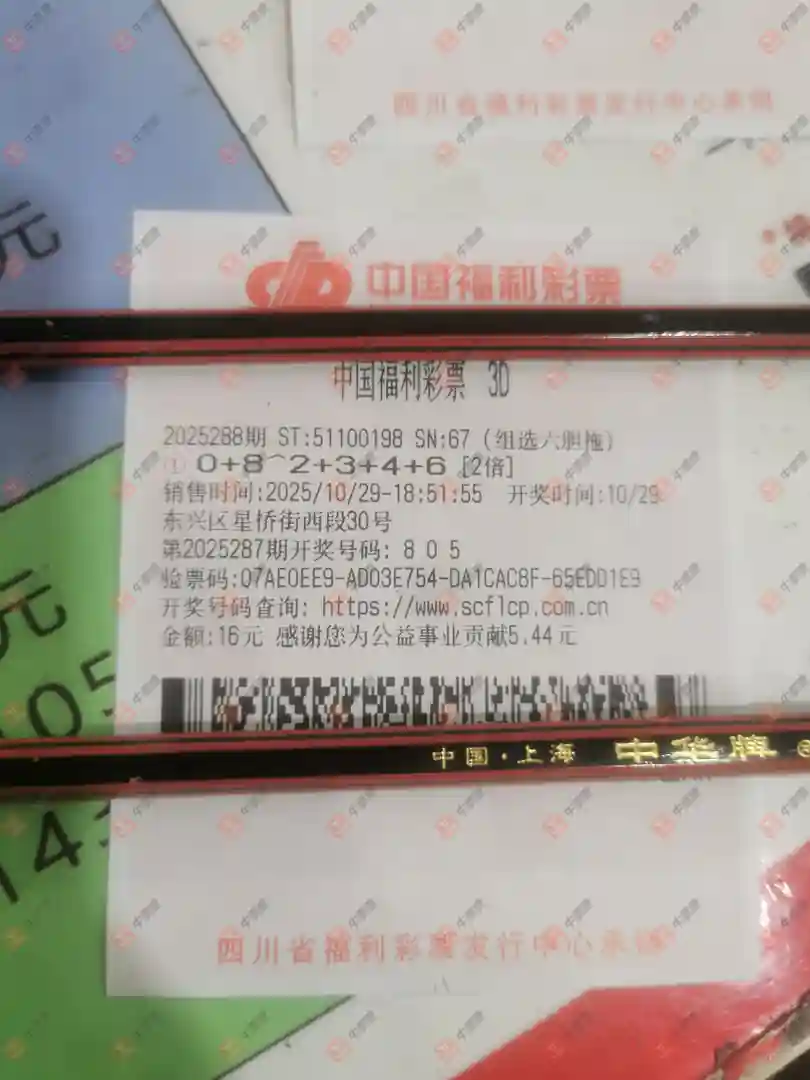 四川省福利彩票发行中心承销
元
中国福利彩票
中国福利彩票 3D
2025288期 ST:51100198 SN:67 (组选六胆拖)
① 0+8^2+3+4+6 [2倍]
销售时间:2025/10/29-18:51:55 开奖时间:10/29
东兴区星桥街西段30号
第2025287期开奖号码: 8 0 5
验票码:07AE0EE9-AD03E754-DA1CAC8F-65EDD1E9
开奖号码查询: https://www.scflcp.com.cn
金额:16元 感谢您为公益事业贡献5.44元
元
105
中国·上海 中华牌
143
四川省福利彩票发行中心承销